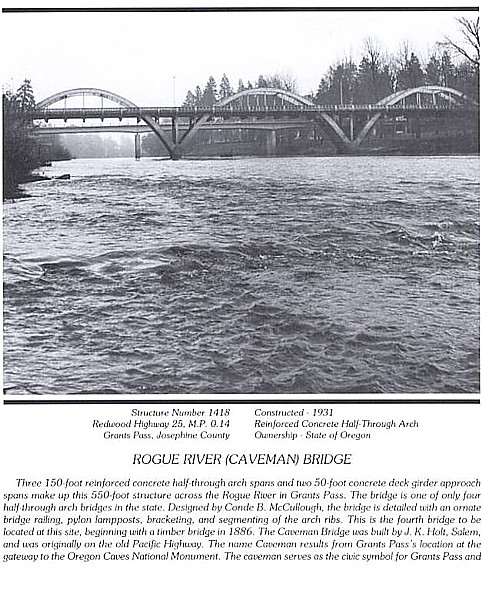 Structure Number 1418 Constructed - 1931
Redwood Highway 25, M.P. 0.14 Reinforced Concrete Half-Through Arch
Grants Pass, Josephine County Ownership - State of Oregon
ROGUE RIVER (CAVEMAN) BRIDGE
Three 150-foot reinforced concrete half-through arch spans and two 50-foot concrete deck girder approach
spans make up this 550-foot structure across the Rogue River in Grants Pass. The bridge is one of only four
half-through arch bridges in the state. Designed by Conde B. McCullough, the bridge is detailed with an ornate
bridge railing, pylon lampposts, bracketing, and segmenting of the arch ribs. This is the fourth bridge to be
located at this site, beginning with a timber bridge in 1886. The Caveman Bridge was built by J. K. Holt, Salem,
and was originally on the old Pacific Highway. The name Caveman results from Grants Pass's location at the
gateway to the Oregon Caves National Monument. The caveman serves as the civic symbol for Grants Pass and